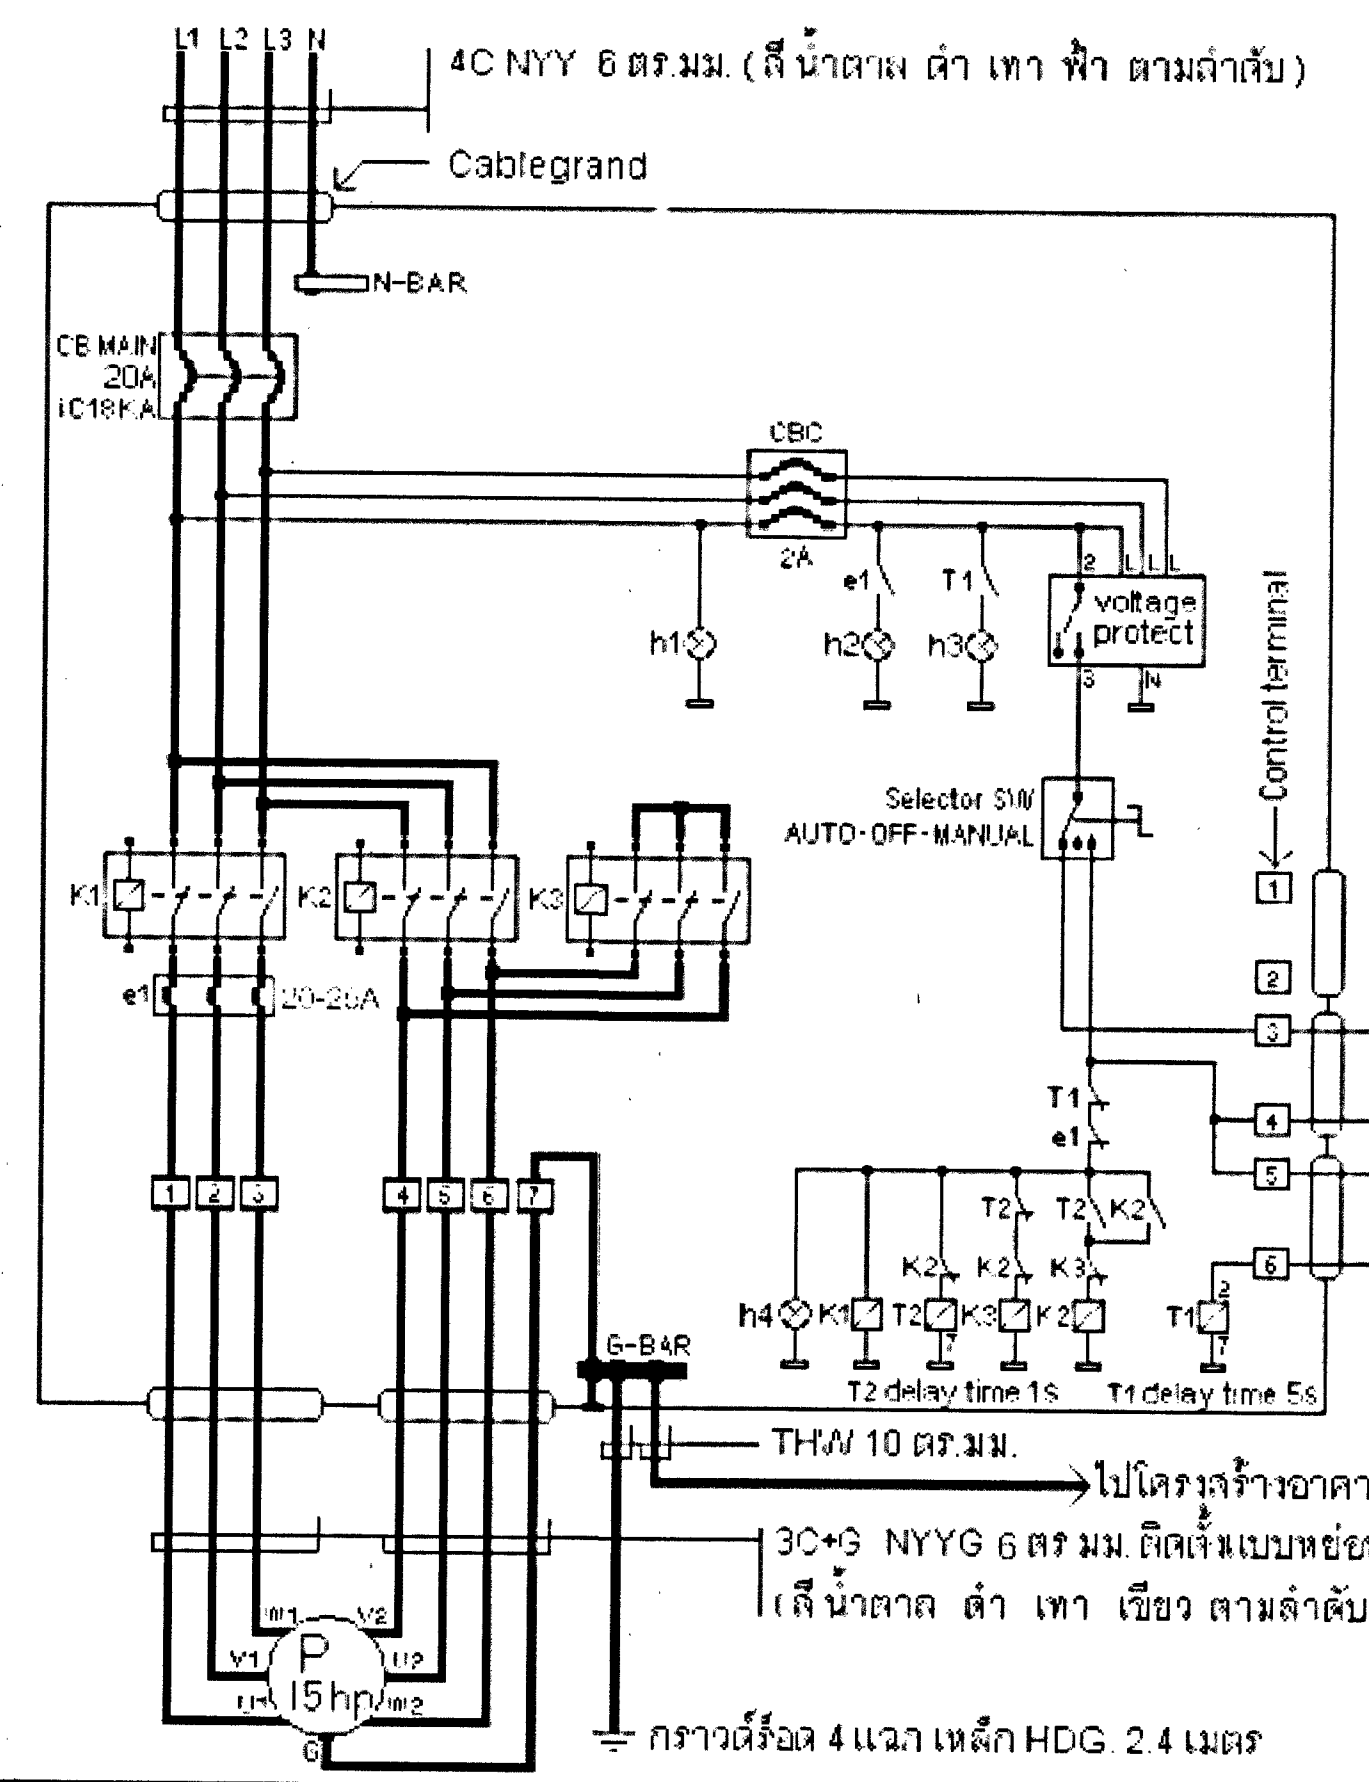 L1 L2 L3 N
4C NYY 6 ตร.มม. (สี น้ำตาล ดำ เทา ฟ้า ตามลำดับ)
Cablegrand
N-BAR
CB MAIN
20A
iC18KA
CBC
2A
e1
T1
2 L L L
voltage
protect
3 N
h1
h2
h3
Control terminal
Selector SW
AUTO-OFF-MANUAL
K1
K2
K3
1
2
3
4
5
6
e1
20-25A
T1
e1
1 2 3 4 5 6 7
T2
T2
K2
K2
K2
K3
h4
K1
T2
7
K3
K2
T1
2
7
G-BAR
T2 delay time 1s
T1 delay time 5s
THW 10 ตร.มม.
ไปโครงสร้างอาคา
3C+G NYYG 6 ตร มม. ติดตั้งแบบหย่อ
(สี น้ำตาล ดำ เทา เขียว ตามลำดับ
W1
V2
V1
U2
U1
W2
P
15hp
G
กราวด์ร็อด 4 แฉก เหล็ก HDG. 2.4 เมตร